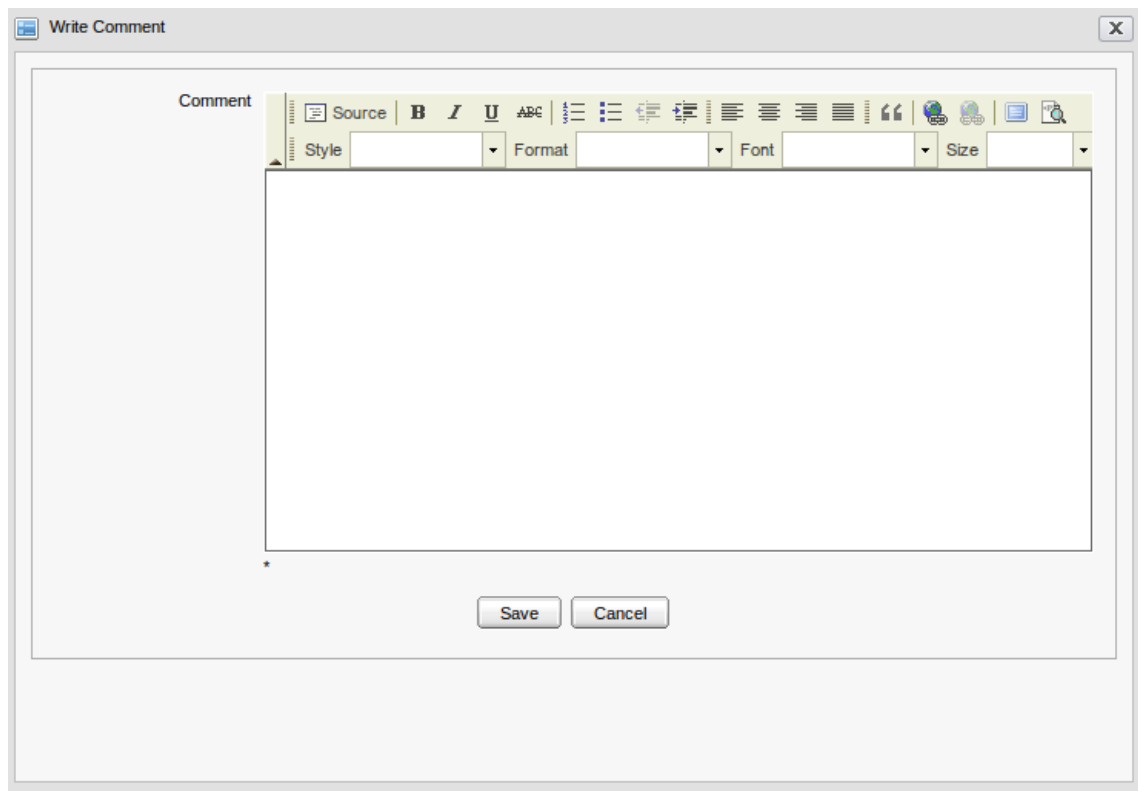 Write Comment
X
Comment
Source B I U ABC
Style Format Font Size
*
Save Cancel